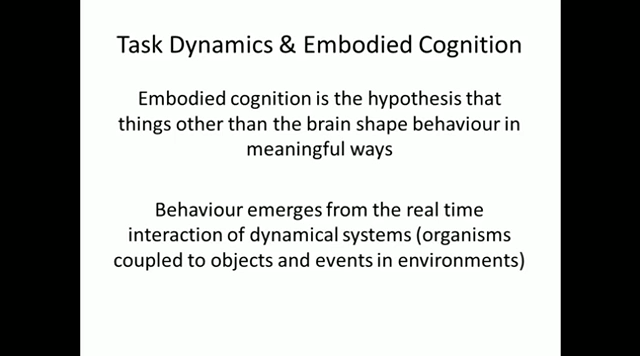 Task Dynamics & Embodied Cognition
Embodied cognition is the hypothesis that
things other than the brain shape behaviour in
meaningful ways
Behaviour emerges from the real time
interaction of dynamical systems (organisms
coupled to objects and events in environments)